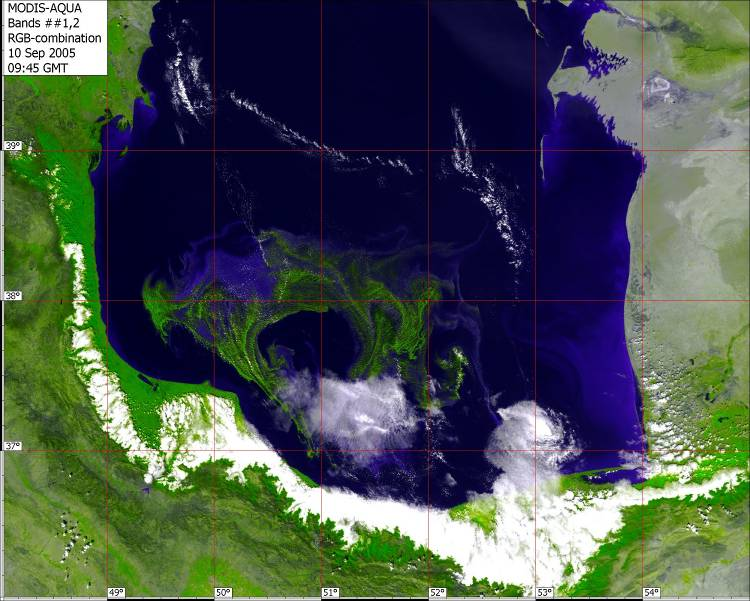 MODIS-AQUA
Bands ##1,2
RGB-combination
10 Sep 2005
09:45 GMT
39°
38°
37°
49° 50° 51° 52° 53° 54°